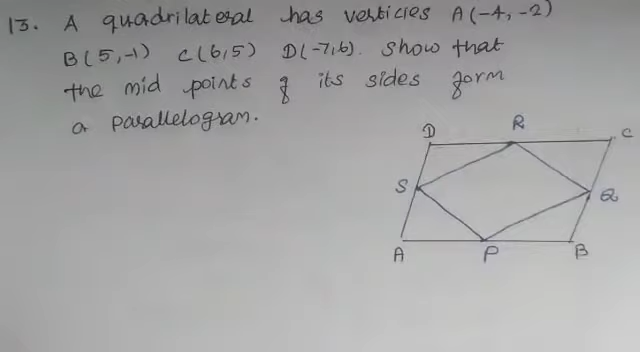 13. A quadrilateral has verticies A(-4,-2)
B(5,-1) C(6,5) D(-7,6). Show that
the mid points of its sides form
a parallelogram.
D R C
S Q
A P B